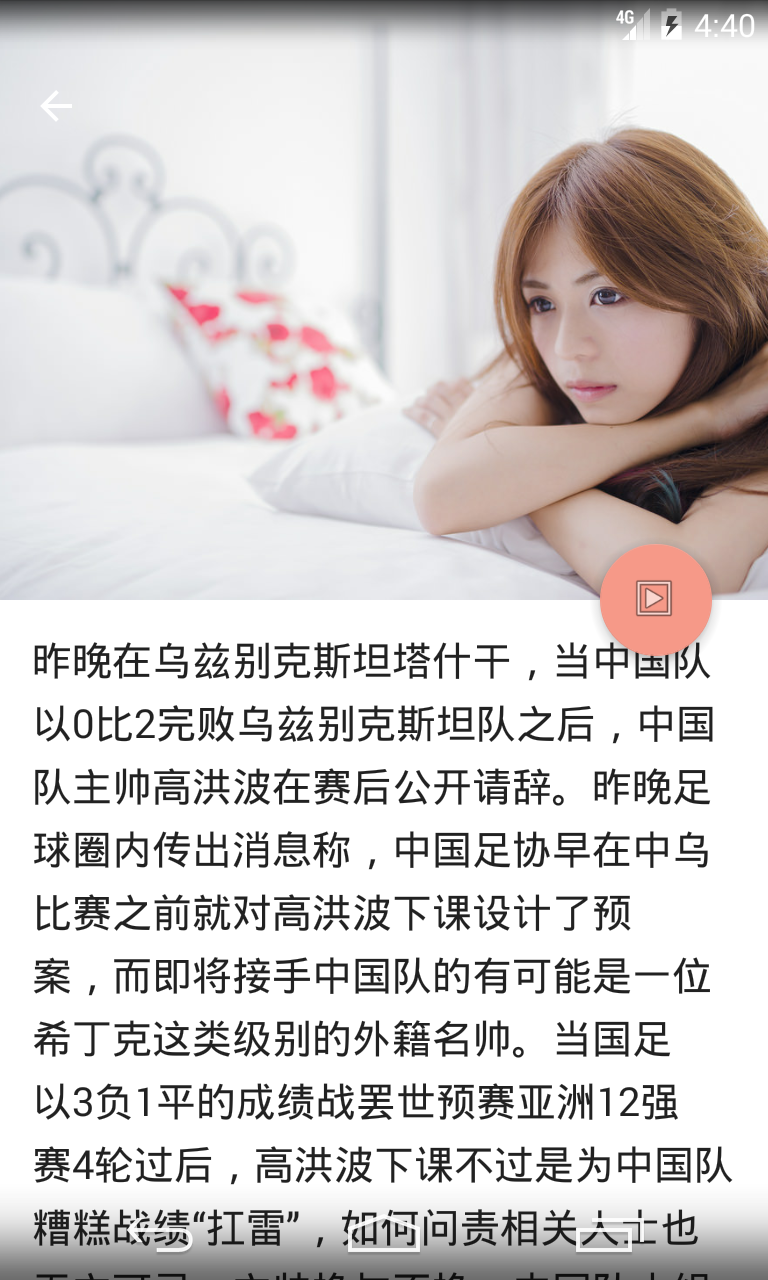 4G
4:40
昨晚在乌兹别克斯坦塔什干，当中国队
以0比2完败乌兹别克斯坦队之后，中国
队主帅高洪波在赛后公开请辞。昨晚足
球圈内传出消息称，中国足协早在中乌
比赛之前就对高洪波下课设计了预
案，而即将接手中国队的有可能是一位
希丁克这类级别的外籍名帅。当国足
以3负1平的成绩战罢世预赛亚洲12强
赛4轮过后，高洪波下课不过是为中国队
糟糕战绩“扛雷”，如何问责相关人士也